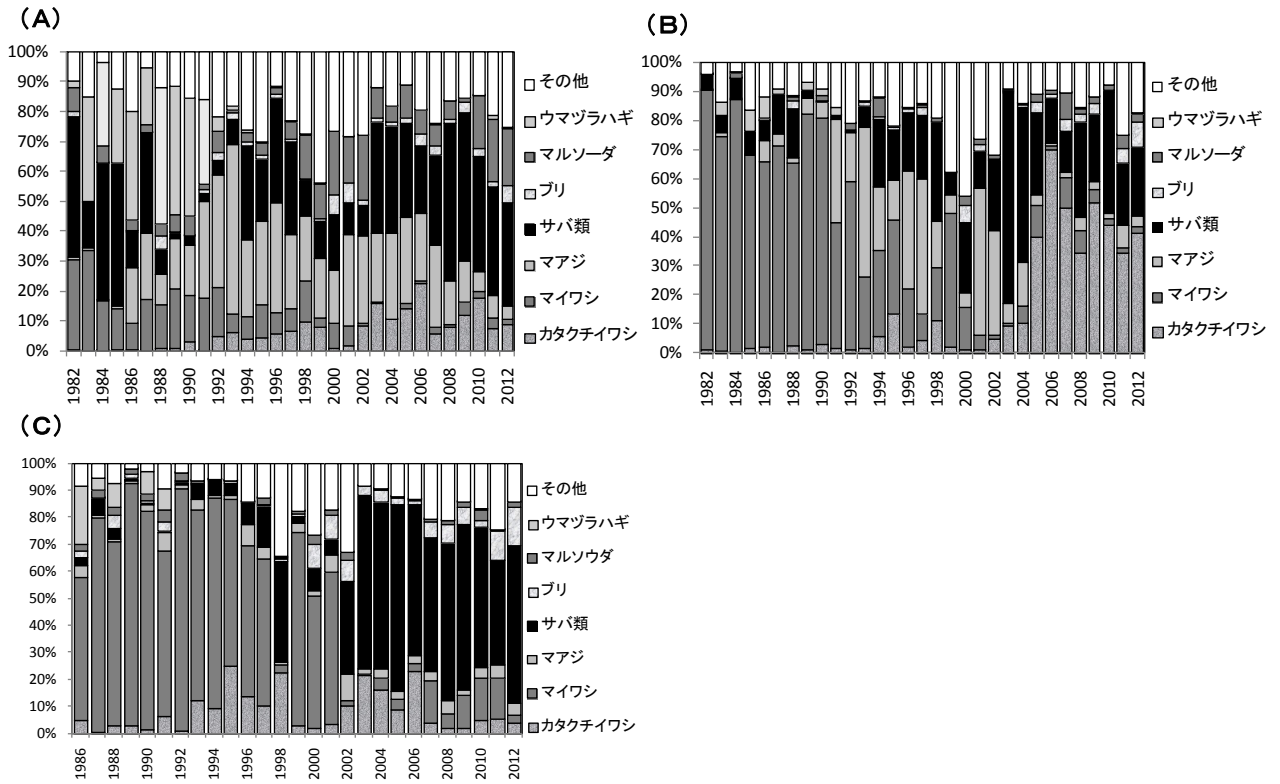 (A)
100%
90%
80%
70%
60%
50%
40%
30%
20%
10%
0%
1982
1984
1986
1988
1990
1992
1994
1996
1998
2000
2002
2004
2006
2008
2010
2012
その他
ウマヅラハギ
マルソーダ
ブリ
サバ類
マアジ
マイワシ
カタクチイワシ
(B)
100%
90%
80%
70%
60%
50%
40%
30%
20%
10%
0%
1982
1984
1986
1988
1990
1992
1994
1996
1998
2000
2002
2004
2006
2008
2010
2012
その他
ウマヅラハギ
マルソーダ
ブリ
サバ類
マアジ
マイワシ
カタクチイワシ
(C)
100%
90%
80%
70%
60%
50%
40%
30%
20%
10%
0%
1986
1988
1990
1992
1994
1996
1998
2000
2002
2004
2006
2008
2010
2012
その他
ウマヅラハギ
マルソウダ
ブリ
サバ類
マアジ
マイワシ
カタクチイワシ